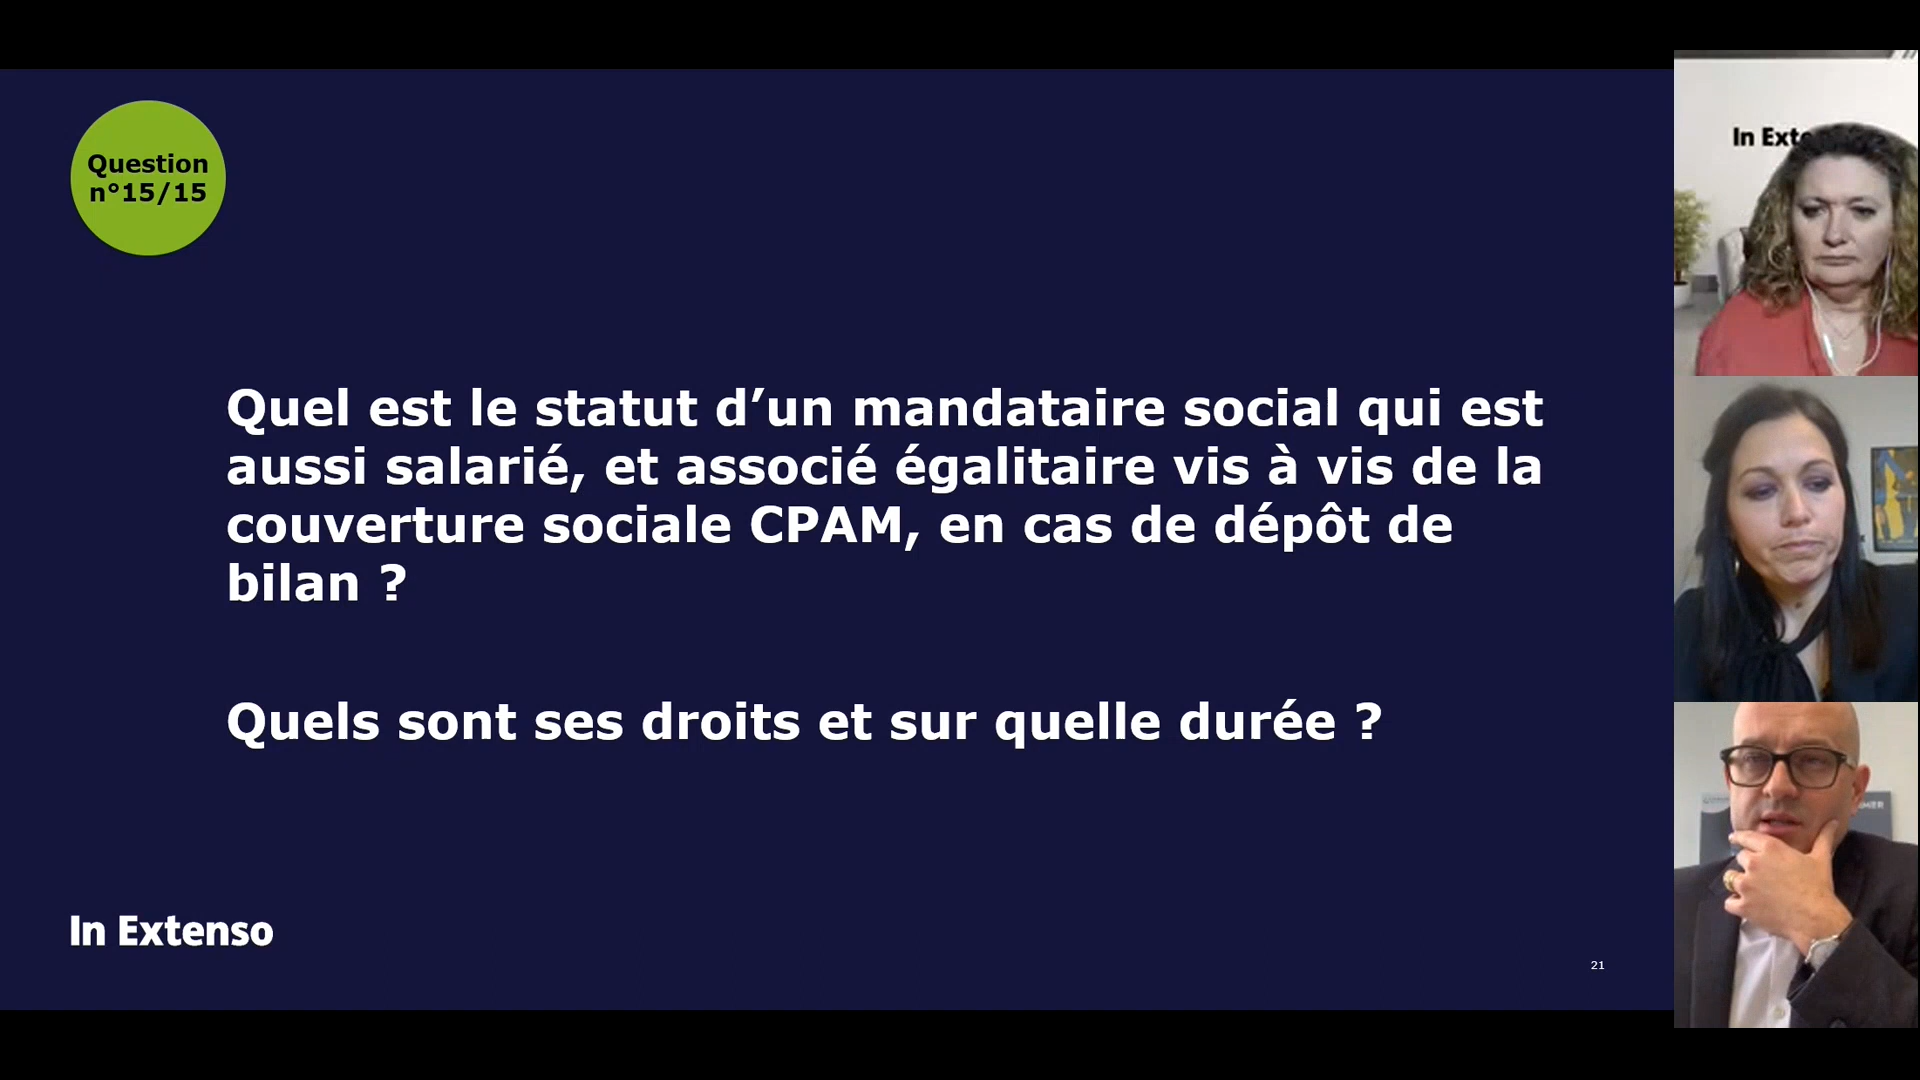 Question
n°15/15
Quel est le statut d’un mandataire social qui est
aussi salarié, et associé égalitaire vis à vis de la
couverture sociale CPAM, en cas de dépôt de
bilan ?
Quels sont ses droits et sur quelle durée ?
In Extenso
21
In Exte